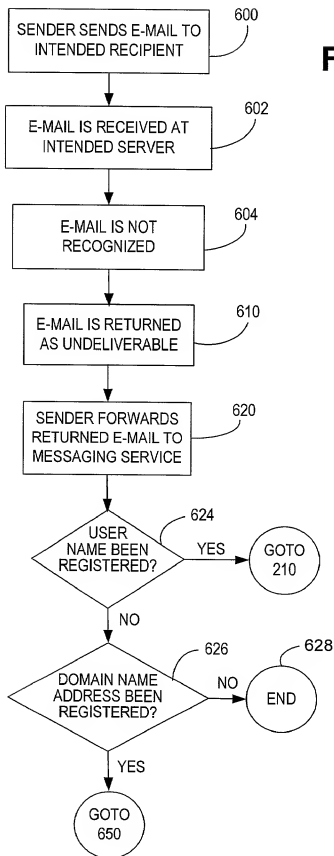 SENDER SENDS E-MAIL TO
INTENDED RECIPIENT
600
F
E-MAIL IS RECEIVED AT
INTENDED SERVER
602
E-MAIL IS NOT
RECOGNIZED
604
E-MAIL IS RETURNED
AS UNDELIVERABLE
610
SENDER FORWARDS
RETURNED E-MAIL TO
MESSAGING SERVICE
620
USER
NAME BEEN
REGISTERED?
624
YES
GOTO
210
NO
DOMAIN NAME
ADDRESS BEEN
REGISTERED?
626
NO
628
END
YES
GOTO
650